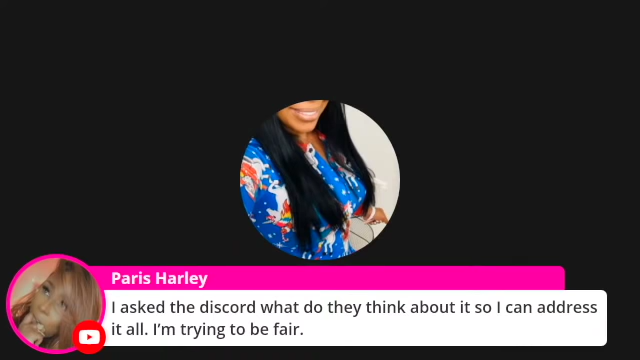 Paris Harley
I asked the discord what do they think about it so I can address
it all. I’m trying to be fair.